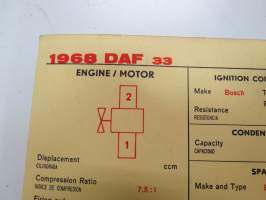 1968 DAF 33
ENGINE / MOTOR
2
1
Displacement
CILINDRADA
ccm
Compression Ratio
INDICE DE COMPRESION
7.5:1
IGNITION CO
Make Bosch T
Resistance
RESISTENCIA
CONDEN
Capacity
CAPACIDAD
SPA
Make and Type